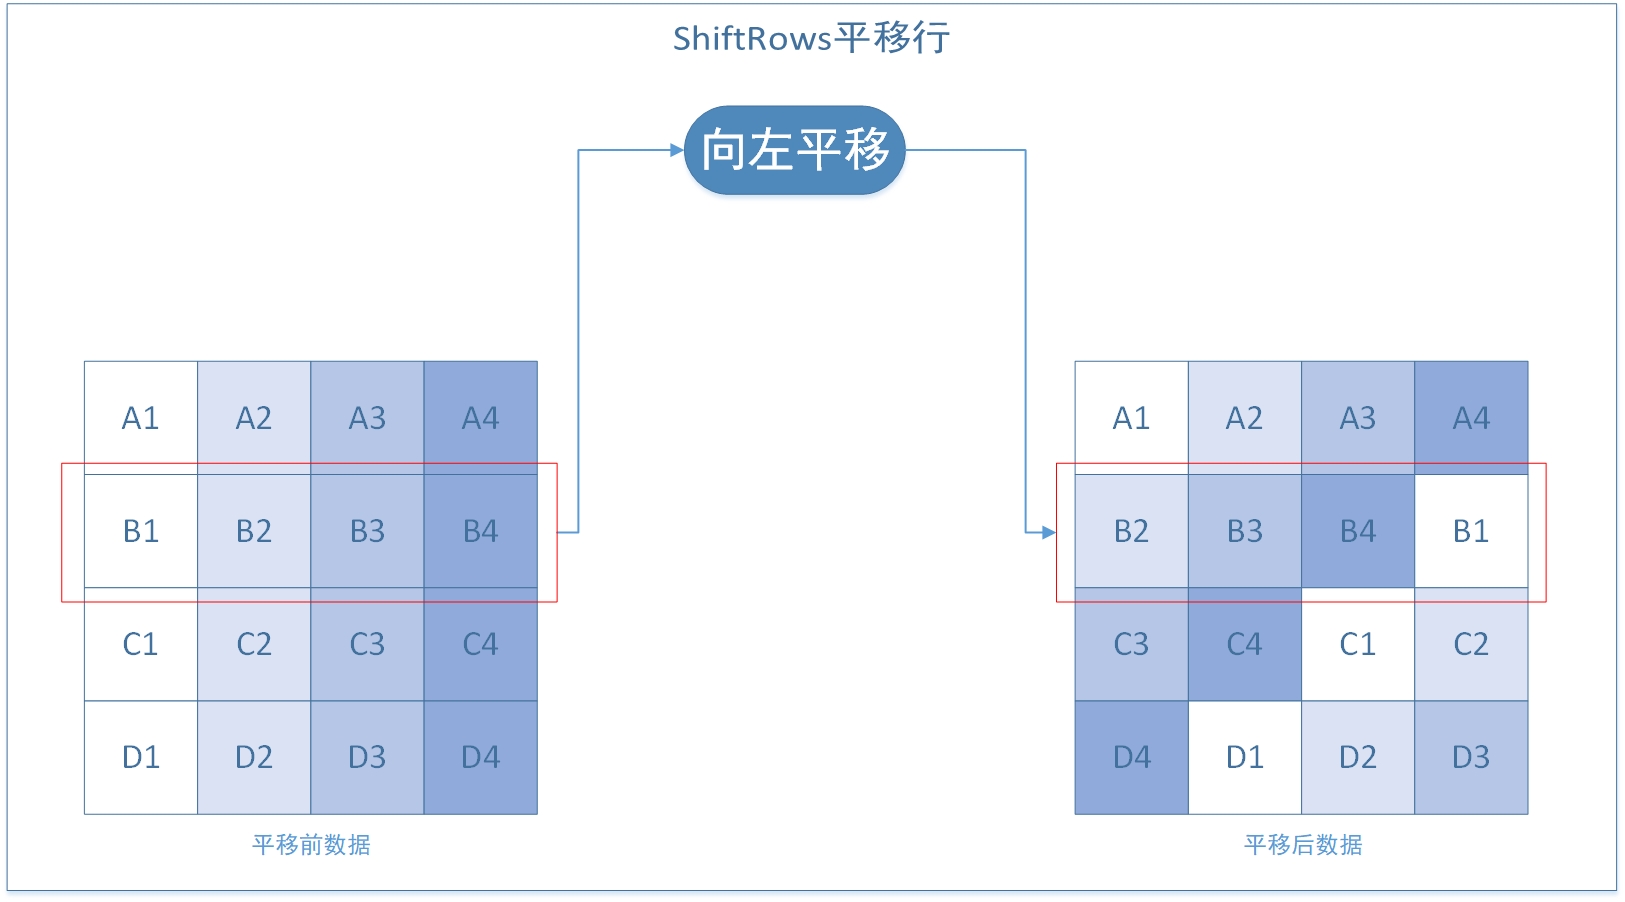 ShiftRows平移行
向左平移
A1 A2 A3 A4
B1 B2 B3 B4
C1 C2 C3 C4
D1 D2 D3 D4
平移前数据
A1 A2 A3 A4
B2 B3 B4 B1
C3 C4 C1 C2
D4 D1 D2 D3
平移后数据